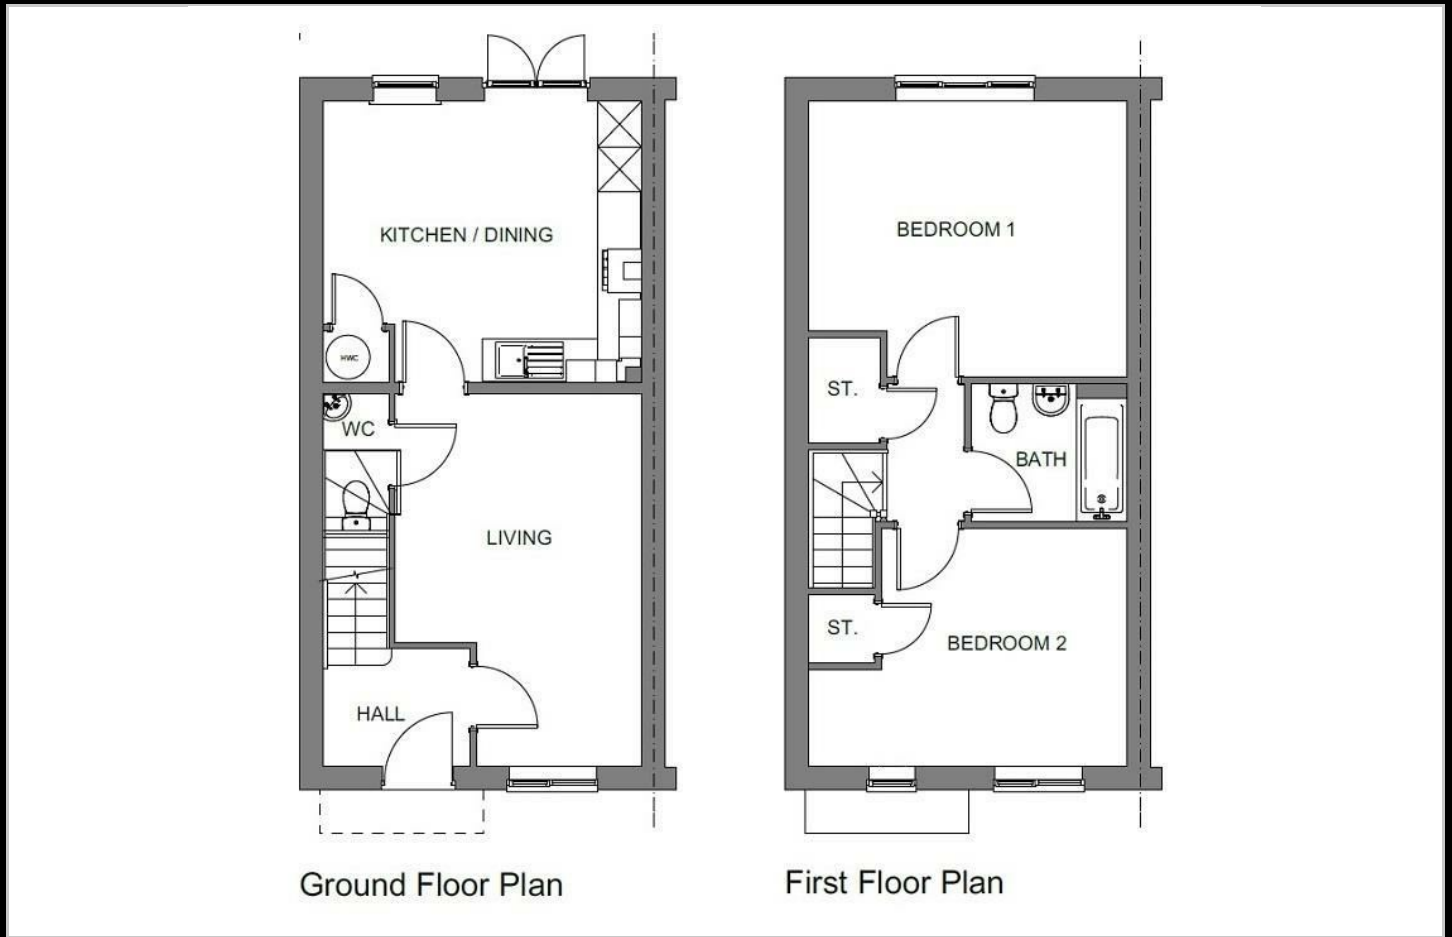 KITCHEN / DINING
HWC
WC
LIVING
HALL
Ground Floor Plan
BEDROOM 1
ST.
BATH
ST.
BEDROOM 2
First Floor Plan